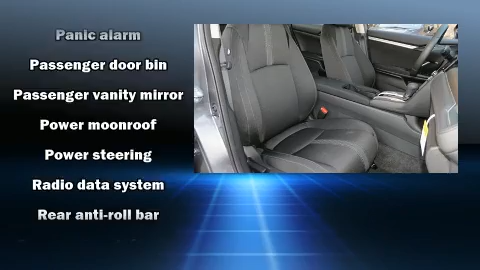 Panic alarm
Passenger door bin
Passenger vanity mirror
Power moonroof
Power steering
Radio data system
Rear anti-roll bar